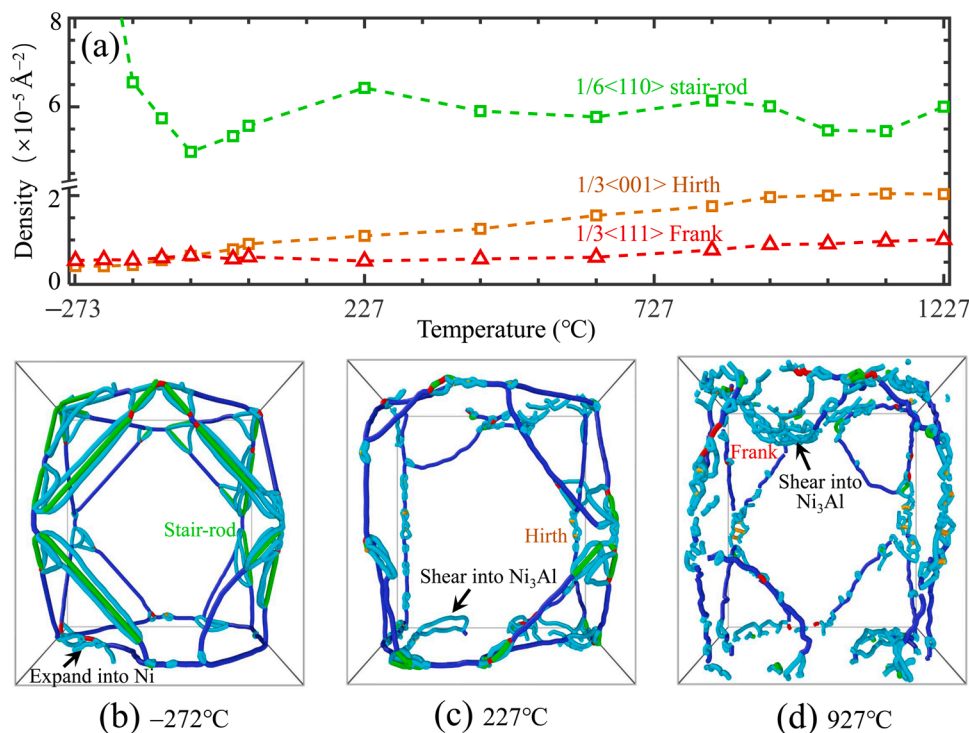 (a)
Density (×10⁻⁵ Å⁻²)
8
6
2
0
1/6<110> stair-rod
1/3<001> Hirth
1/3<111> Frank
−273
227
727
1227
Temperature (℃)
Stair-rod
Expand into Ni
Hirth
Shear into Ni₃Al
Frank
Shear into
Ni₃Al
(b) −272℃
(c) 227℃
(d) 927℃